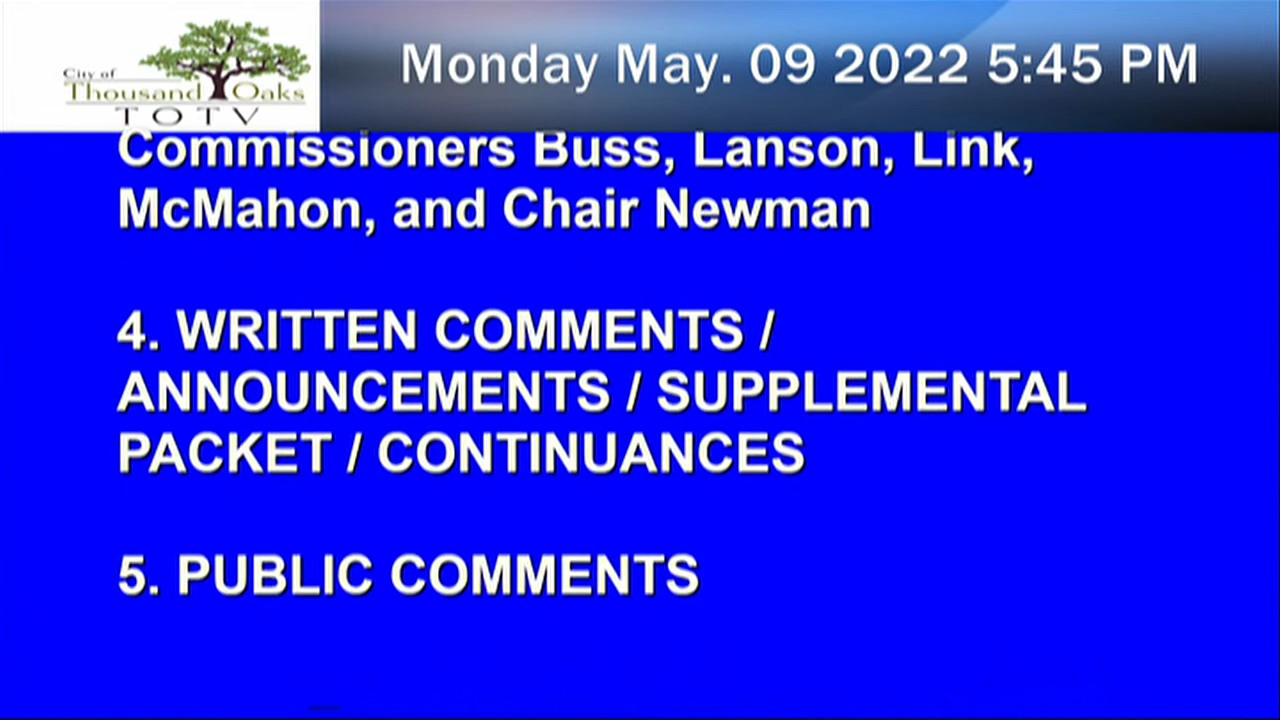 City of
Thousand Oaks
TOTV
Monday May. 09 2022 5:45 PM
Commissioners Buss, Lanson, Link,
McMahon, and Chair Newman
4. WRITTEN COMMENTS /
ANNOUNCEMENTS / SUPPLEMENTAL
PACKET / CONTINUANCES
5. PUBLIC COMMENTS